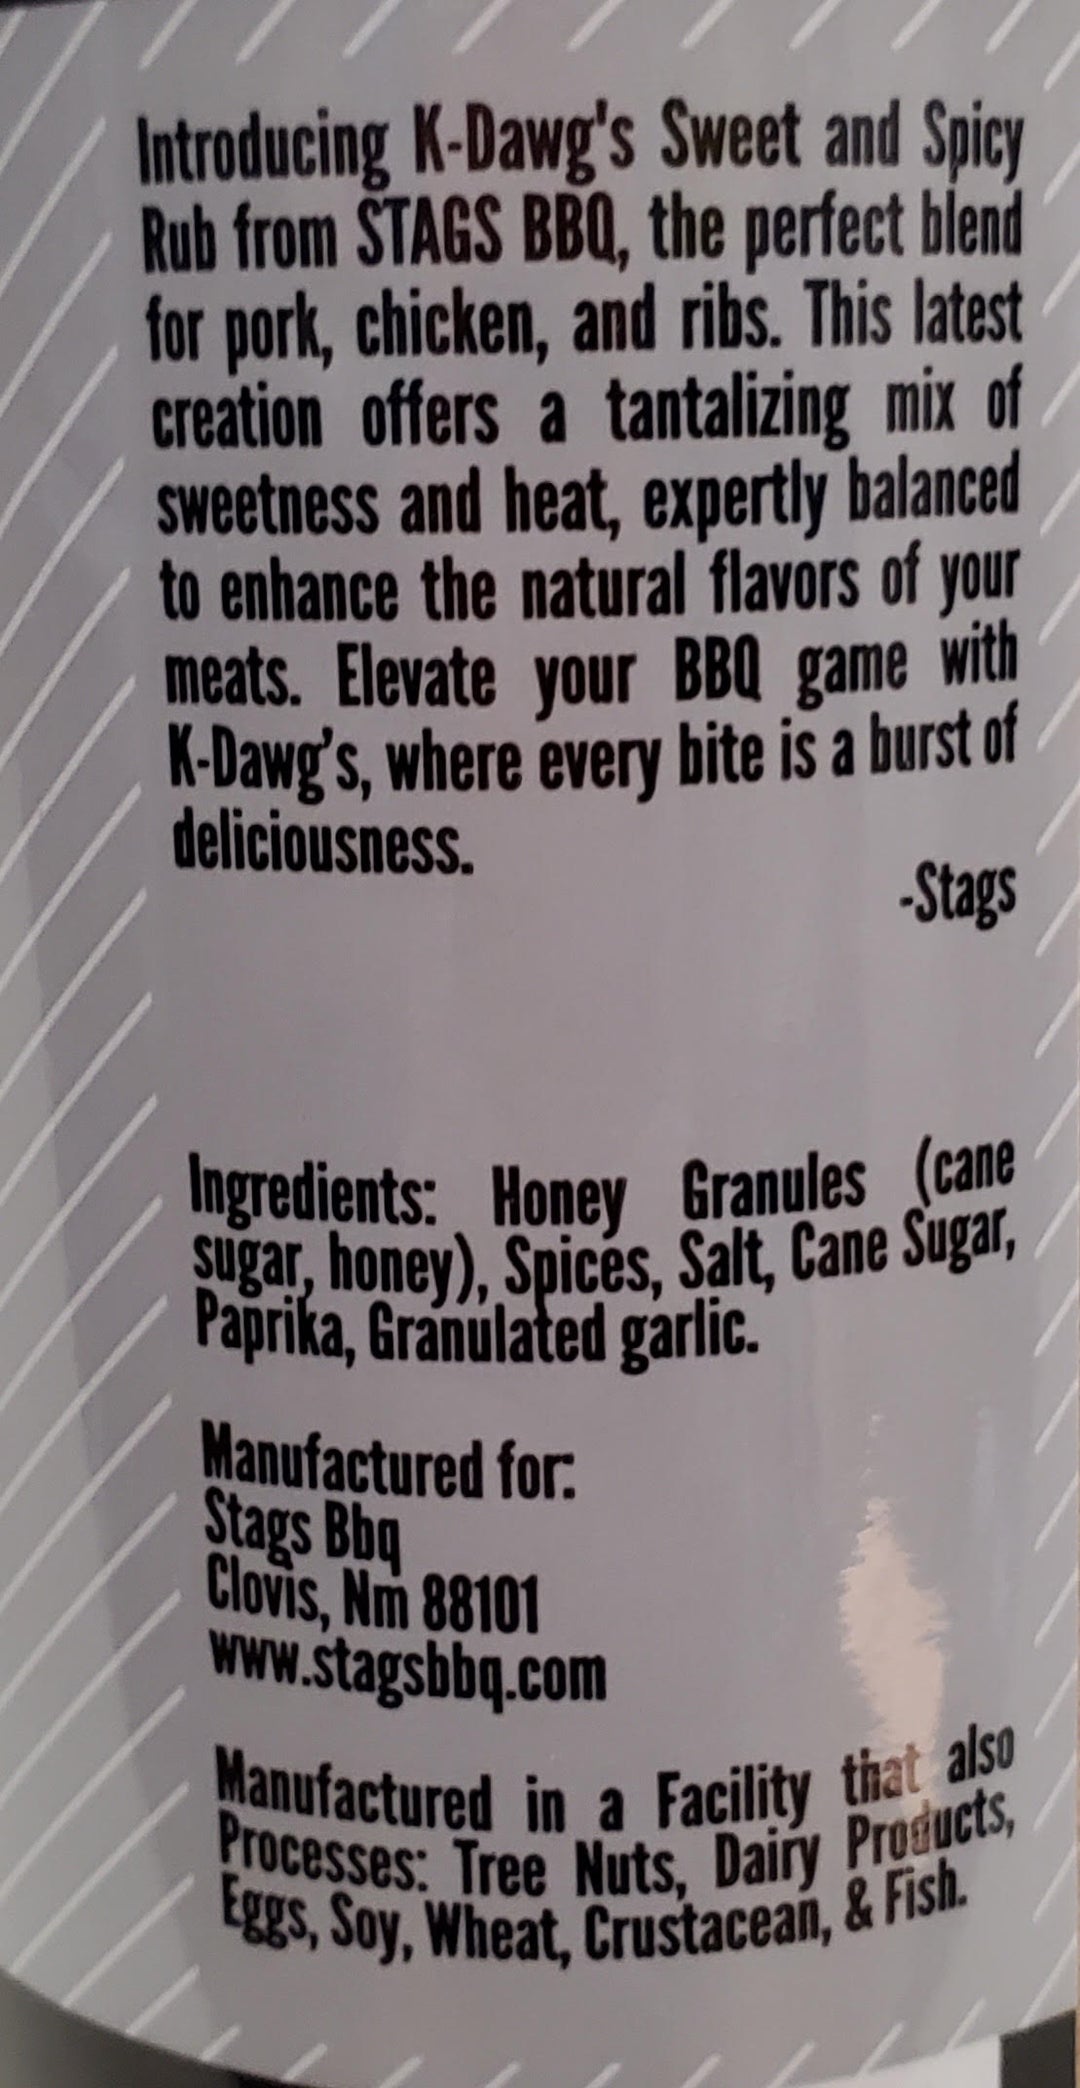 Introducing K-Dawg's Sweet and Spicy
Rub from STAGS BBQ, the perfect blend
for pork, chicken, and ribs. This latest
creation offers a tantalizing mix of
sweetness and heat, expertly balanced
to enhance the natural flavors of your
meats. Elevate your BBQ game with
K-Dawg's, where every bite is a burst of
deliciousness.
-Stags
Ingredients: Honey Granules (cane
sugar, honey), Spices, Salt, Cane Sugar,
Paprika, Granulated garlic.
Manufactured for:
Stags Bbq
Clovis, Nm 88101
www.stagsbbq.com
Manufactured in a Facility that also
Processes: Tree Nuts, Dairy Products,
Eggs, Soy, Wheat, Crustacean, & Fish.